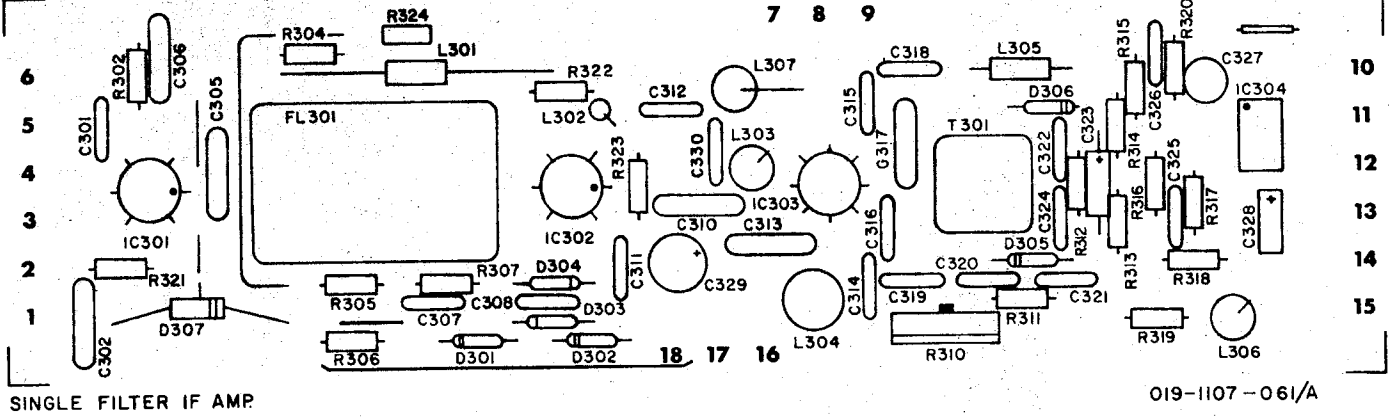 7 8 9
R324
R304
L301
R302
C306
6
C305
R322
L307
C318
L305
R315
R320
C327
10
C312
C315
D306
C323
C326
IC304
11
5
C301
FL301
L302
L303
C317
T301
R314
C325
R323
C330
C322
12
4
IC303
R316
R317
13
3
C310
C316
C324
R312
C328
IC301
IC302
C313
D305
R313
14
2
R321
R307
D304
C311
C329
C314
C320
R318
R305
C308
D303
C319
C321
15
1
D307
C307
R311
R319
C302
R306
D301
D302
18 17 16
L304
R310
L306
SINGLE FILTER IF AMP.
019-1107-061/A